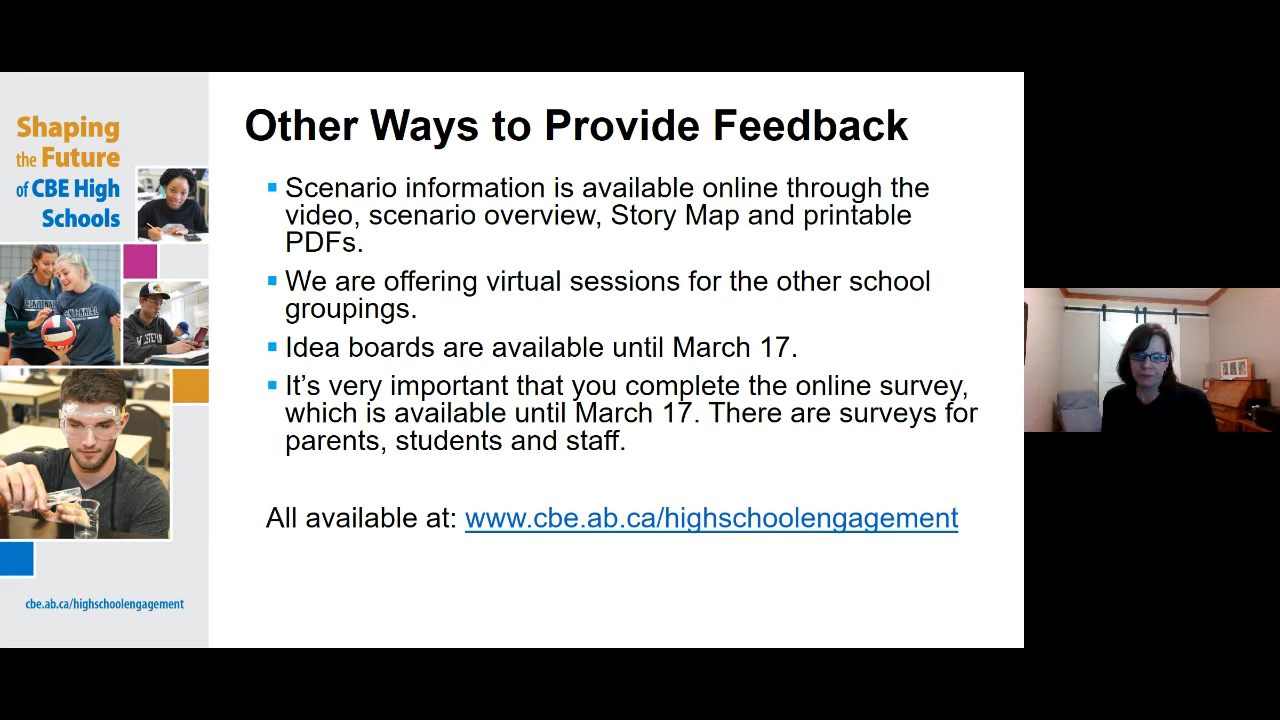 Shaping
the Future
of CBE High
Schools
Other Ways to Provide Feedback
Scenario information is available online through the
video, scenario overview, Story Map and printable
PDFs.
We are offering virtual sessions for the other school
groupings.
Idea boards are available until March 17.
It's very important that you complete the online survey,
which is available until March 17. There are surveys for
parents, students and staff.
All available at: www.cbe.ab.ca/highschoolengagement
cbe.ab.ca/highschoolengagement